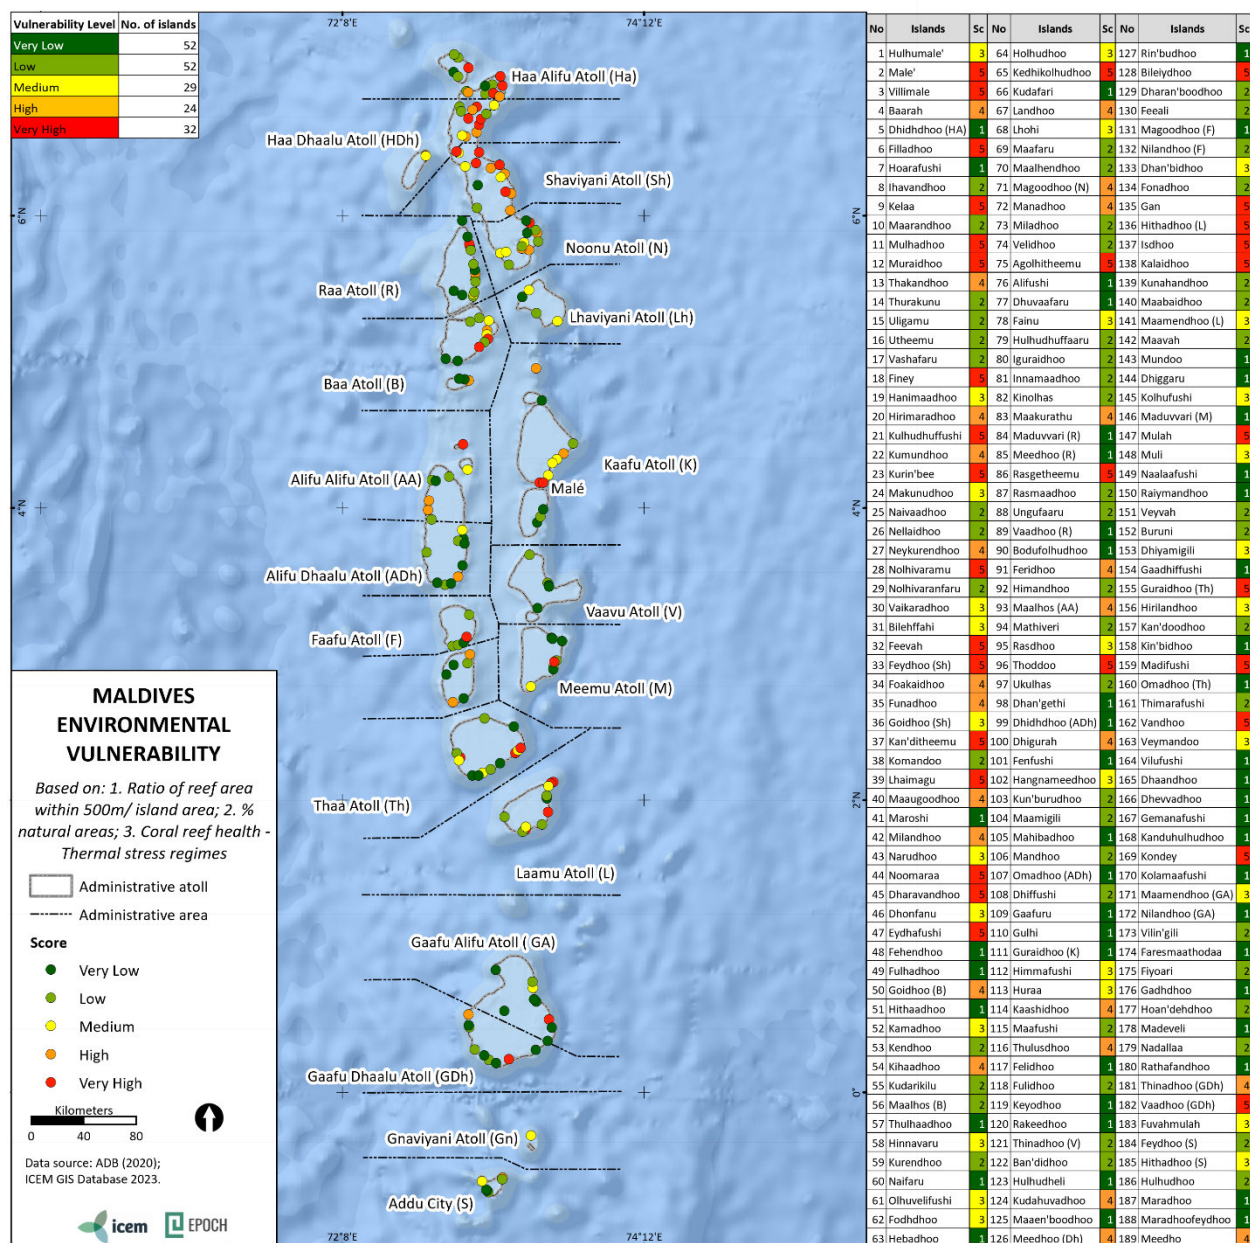 Vulnerability Level No. of islands
Very Low 52
Low 52
Medium 29
High 24
Very High 32
72°8'E 74°12'E
Haa Alifu Atoll (Ha)
Haa Dhaalu Atoll (HDh)
Shaviyani Atoll (Sh)
6°N 6°N
Noonu Atoll (N)
Raa Atoll (R)
Lhaviyani Atoll (Lh)
Baa Atoll (B)
Kaafu Atoll (K)
Alifu Alifu Atoll (AA)
Malé
4°N 4°N
Alifu Dhaalu Atoll (ADh)
Vaavu Atoll (V)
Faafu Atoll (F)
Meemu Atoll (M)
Thaa Atoll (Th)
2°N 2°N
Laamu Atoll (L)
Gaafu Alifu Atoll ( GA)
Gaafu Dhaalu Atoll (GDh)
0° 0°
Gnaviyani Atoll (Gn)
Addu City (S)
72°8'E 74°12'E
MALDIVES
ENVIRONMENTAL
VULNERABILITY
Based on: 1. Ratio of reef area
within 500m/ island area; 2. %
natural areas; 3. Coral reef health -
Thermal stress regimes
Administrative atoll
Administrative area
Score
Very Low
Low
Medium
High
Very High
Kilometers
0 40 80
Data source: ADB (2020);
ICEM GIS Database 2023.
icem EPOCH
No Islands Sc No Islands Sc No Islands Sc
1 Hulhumale' 3 64 Holhudhoo 3 127 Rin'budhoo 1
2 Male' 5 65 Kedhikolhudhoo 5 128 Bileiydhoo 5
3 Villimale 5 66 Kudafari 1 129 Dharan'boodhoo 2
4 Baarah 4 67 Landhoo 4 130 Feeali 2
5 Dhidhdhoo (HA) 1 68 Lhohi 3 131 Magoodhoo (F) 1
6 Filladhoo 5 69 Maafaru 2 132 Nilandhoo (F) 2
7 Hoarafushi 1 70 Maalhendhoo 2 133 Dhan'bidhoo 3
8 Ihavandhoo 2 71 Magoodhoo (N) 4 134 Fonadhoo 2
9 Kelaa 5 72 Manadhoo 4 135 Gan 5
10 Maarandhoo 2 73 Miladhoo 2 136 Hithadhoo (L) 5
11 Mulhadhoo 5 74 Velidhoo 2 137 Isdhoo 5
12 Muraidhoo 5 75 Agolhitheemu 5 138 Kalaidhoo 5
13 Thakandhoo 4 76 Alifushi 1 139 Kunahandhoo 2
14 Thurakunu 2 77 Dhuvaafaru 1 140 Maabaidhoo 2
15 Uligamu 2 78 Fainu 3 141 Maamendhoo (L) 3
16 Utheemu 2 79 Hulhudhuffaaru 2 142 Maavah 2
17 Vashafaru 2 80 Iguraidhoo 2 143 Mundoo 1
18 Finey 5 81 Innamaadhoo 2 144 Dhiggaru 1
19 Hanimaadhoo 3 82 Kinolhas 2 145 Kolhufushi 3
20 Hirimaradhoo 4 83 Maakurathu 4 146 Maduvvari (M) 1
21 Kulhudhuffushi 5 84 Maduvvari (R) 1 147 Mulah 5
22 Kumundhoo 4 85 Meedhoo (R) 1 148 Muli 3
23 Kurin'bee 5 86 Rasgetheemu 5 149 Naalaafushi 1
24 Makunudhoo 3 87 Rasmaadhoo 2 150 Raiymandhoo 1
25 Naivaadhoo 2 88 Ungufaaru 2 151 Veyvah 2
26 Nellaidhoo 2 89 Vaadhoo (R) 1 152 Buruni 2
27 Neykurendhoo 4 90 Bodufolhudhoo 1 153 Dhiyamigili 3
28 Nolhivaramu 5 91 Feridhoo 4 154 Gaadhiffushi 1
29 Nolhivaranfaru 2 92 Himandhoo 2 155 Guraidhoo (Th) 5
30 Vaikaradhoo 3 93 Maalhos (AA) 4 156 Hirilandhoo 3
31 Bilehffahi 3 94 Mathiveri 2 157 Kan'doodhoo 2
32 Feevah 5 95 Rasdhoo 3 158 Kin'bidhoo 1
33 Feydhoo (Sh) 5 96 Thoddoo 5 159 Madifushi 5
34 Foakaidhoo 4 97 Ukulhas 2 160 Omadhoo (Th) 1
35 Funadhoo 4 98 Dhan'gethi 1 161 Thimarafushi 2
36 Goidhoo (Sh) 3 99 Dhidhdhoo (ADh) 1 162 Vandhoo 5
37 Kan'ditheemu 5 100 Dhigurah 4 163 Veymandoo 3
38 Komandoo 2 101 Fenfushi 1 164 Vilufushi 1
39 Lhaimagu 5 102 Hangnameedhoo 3 165 Dhaandhoo 1
40 Maaugoodhoo 4 103 Kun'burudhoo 2 166 Dhevvadhoo 1
41 Maroshi 1 104 Maamigili 2 167 Gemanafushi 1
42 Milandhoo 4 105 Mahibadhoo 1 168 Kanduhulhudhoo 1
43 Narudhoo 3 106 Mandhoo 2 169 Kondey 5
44 Noomaraa 5 107 Omadhoo (ADh) 1 170 Kolamaafushi 1
45 Dharavandhoo 5 108 Dhiffushi 2 171 Maamendhoo (GA) 3
46 Dhonfanu 3 109 Gaafuru 1 172 Nilandhoo (GA) 1
47 Eydhafushi 5 110 Gulhi 1 173 Vilin'gili 2
48 Fehendhoo 1 111 Guraidhoo (K) 1 174 Faresmaathodaa 1
49 Fulhadhoo 1 112 Himmafushi 3 175 Fiyoari 2
50 Goidhoo (B) 4 113 Huraa 3 176 Gadhdhoo 1
51 Hithaadhoo 1 114 Kaashidhoo 4 177 Hoan'dehdhoo 2
52 Kamadhoo 3 115 Maafushi 2 178 Madeveli 1
53 Kendhoo 2 116 Thulusdhoo 4 179 Nadallaa 2
54 Kihaadhoo 4 117 Felidhoo 1 180 Rathafandhoo 1
55 Kudarikilu 2 118 Fulidhoo 2 181 Thinadhoo (GDh) 4
56 Maalhos (B) 2 119 Keyodhoo 1 182 Vaadhoo (GDh) 5
57 Thulhaadhoo 1 120 Rakeedhoo 1 183 Fuvahmulah 3
58 Hinnavaru 3 121 Thinadhoo (V) 2 184 Feydhoo (S) 2
59 Kurendhoo 2 122 Ban'didhoo 2 185 Hithadhoo (S) 3
60 Naifaru 1 123 Hulhudheli 1 186 Hulhudhoo 2
61 Olhuvelifushi 3 124 Kudahuvadhoo 4 187 Maradhoo 1
62 Fodhdhoo 3 125 Maaen'boodhoo 1 188 Maradhoofeydhoo 1
63 Hebadhoo 1 126 Meedhoo (Dh) 4 189 Meedho 4